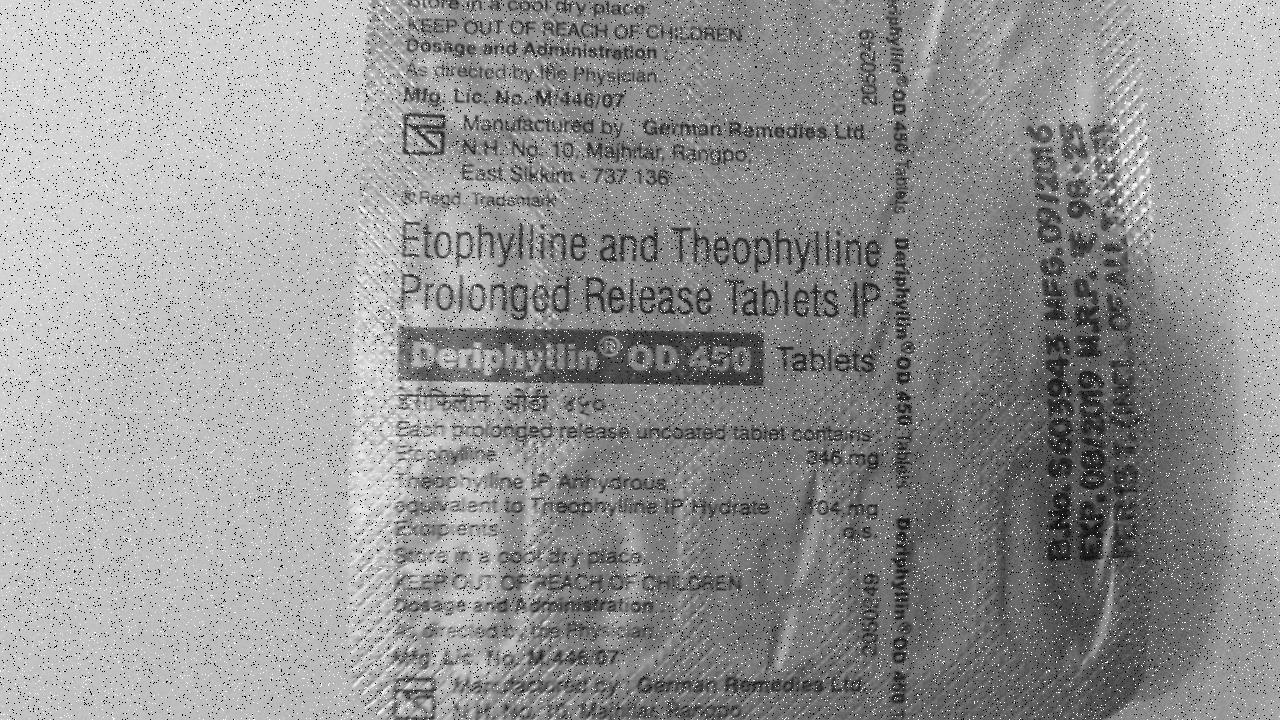 Store in a cool dry place.
KEEP OUT OF REACH OF CHILDREN
Dosage and Administration
As directed by the Physician.
Mfg. Lic. No. M/446/07
Manufactured by : German Remedies Ltd.
N.H. No. 10, Majhitar, Rangpo,
East Sikkim - 737 136
Regd. Trademark
Etophylline and Theophylline
Prolonged Release Tablets IP
Deriphyllin® OD 450 Tablets
ओडी ४५०
Each prolonged release uncoated tablet contains
Etophylline 346 mg
Theophylline IP Anhydrous
equivalent to Theophylline IP Hydrate 104 mg
Excipients q.s.
Store in a cool dry place.
KEEP OUT OF REACH OF CHILDREN
Dosage and Administration
As directed by the Physician.
Mfg. Lic. No. M/446/07
Manufactured by : German Remedies Ltd.
N.H. No. 10, Majhitar, Rangpo,
2050249
2050249
Deriphyllin® OD 450 Tablets
Deriphyllin® OD 450 Tablets
Deriphyllin® OD 450
B.No. MFG.09/2016
EXP.08/2019 M.R.P. 98.25
PER 15 T. (INCL. OF ALL TAXES)